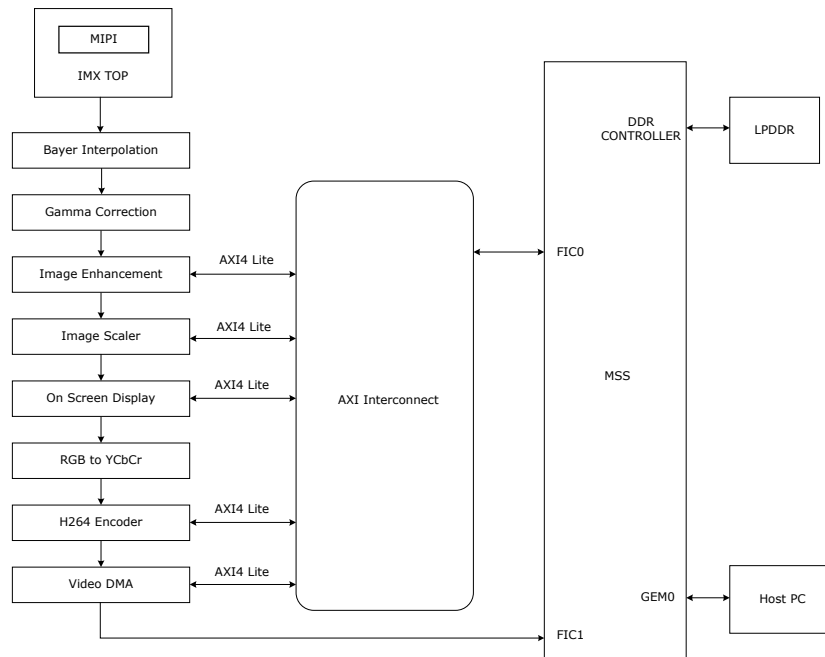 MIPI
IMX TOP
Bayer Interpolation
Gamma Correction
Image Enhancement
Image Scaler
On Screen Display
RGB to YCbCr
H264 Encoder
Video DMA
AXI4 Lite
AXI4 Lite
AXI4 Lite
AXI4 Lite
AXI4 Lite
AXI Interconnect
DDR
CONTROLLER
FIC0
MSS
GEM0
FIC1
LPDDR
Host PC